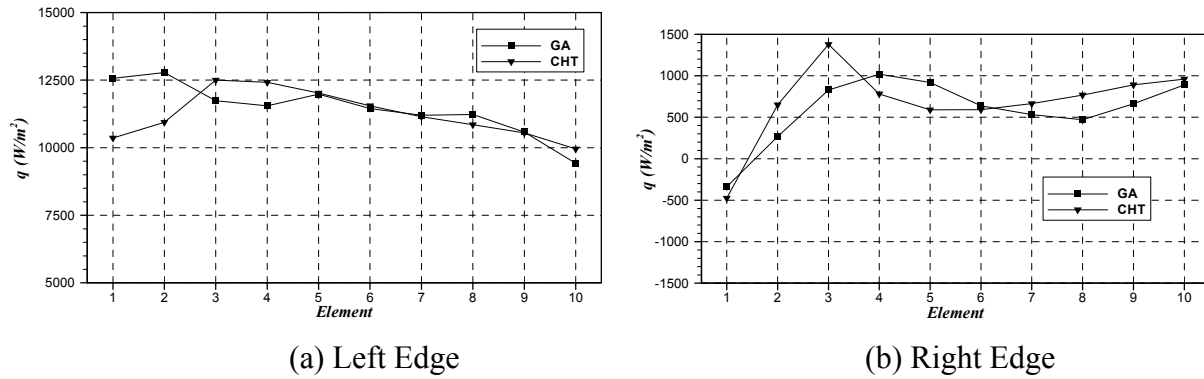 15000
12500
10000
7500
5000
q (W/m²)
GA
CHT
1 2 3 4 5 6 7 8 9 10
Element
(a) Left Edge
1500
1000
500
0
-500
-1000
-1500
q (W/m²)
GA
CHT
1 2 3 4 5 6 7 8 9 10
Element
(b) Right Edge